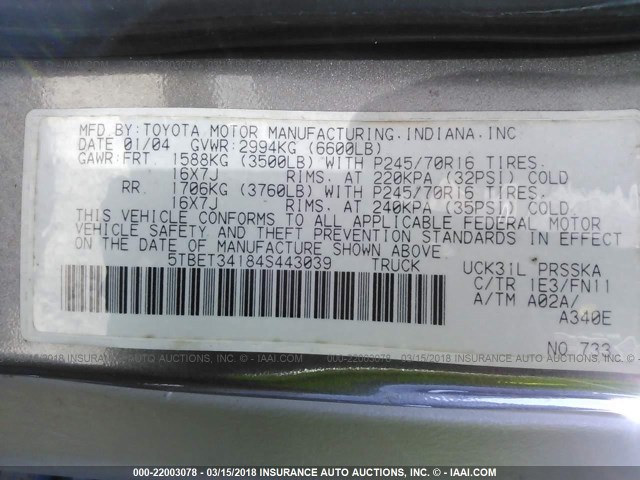 MFD BY:TOYOTA MOTOR MANUFACTURING.INDIANA.INC
DATE 01/04 GVWR:2994KG (6600LB)
GAWR:FRT 1588KG (3500LB) WITH P245/70R16 TIRES.
16X7J RIMS. AT 220KPA (32PSI) COLD
RR. 1706KG (3760LB) WITH P245/70R16 TIRES.
16X7J RIMS. AT 240KPA (35PSI) COLD.
THIS VEHICLE CONFORMS TO ALL APPLICABLE FEDERAL MOTOR
VEHICLE SAFETY AND THEFT PREVENTION STANDARDS IN EFFECT
ON THE DATE OF MANUFACTURE SHOWN ABOVE.
5TBET34184S443039 TRUCK
UCK31L PRSSKA
C/TR 1E3/FN11
A/TM A02A/
A340E
NO.733
000-22003078 - 03/15/2018 INSURANCE AUTO AUCTIONS, INC. - © IAAI.COM